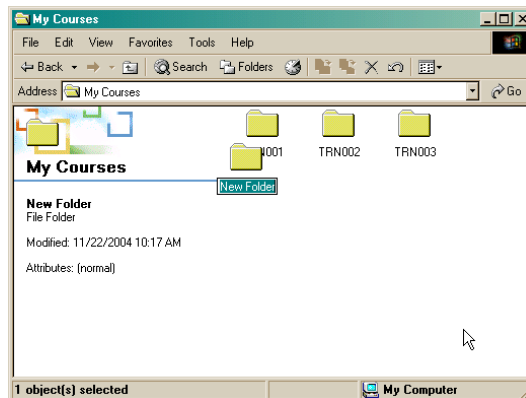 My Courses
File Edit View Favorites Tools Help
Back Search Folders
Address My Courses Go
001 TRN002 TRN003
My Courses
New Folder
New Folder
File Folder
Modified: 11/22/2004 10:17 AM
Attributes: (normal)
1 object(s) selected My Computer